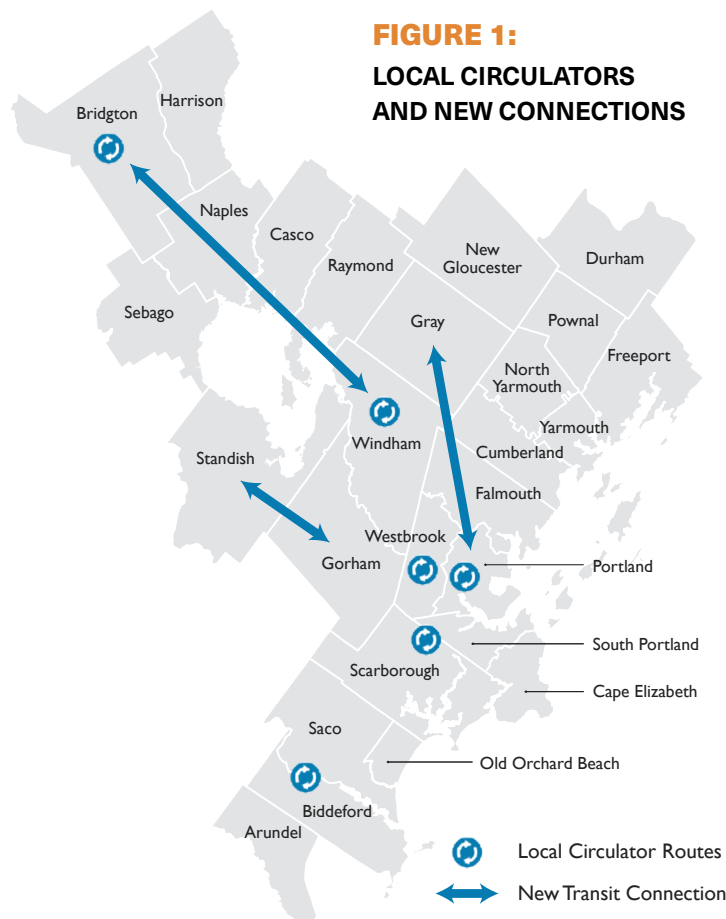 FIGURE 1:
LOCAL CIRCULATORS
AND NEW CONNECTIONS
Harrison
Bridgton
Naples
Casco
Raymond
New
Gloucester
Durham
Sebago
Gray
Pownal
Freeport
North
Yarmouth
Yarmouth
Windham
Cumberland
Standish
Falmouth
Westbrook
Gorham
Portland
South Portland
Scarborough
Cape Elizabeth
Saco
Old Orchard Beach
Biddeford
Arundel
Local Circulator Routes
New Transit Connection